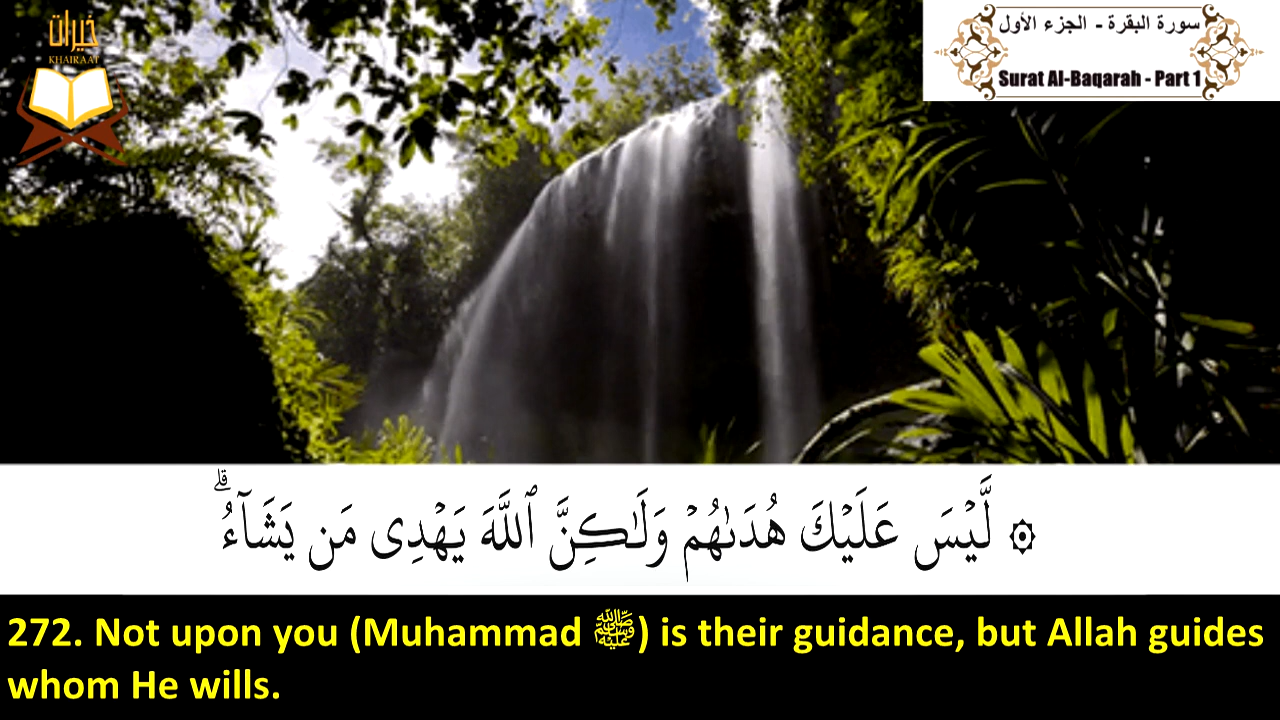 خيرات
KHAIRAAT
سورة البقرة - الجزء الأول
Surat Al-Baqarah - Part 1
۞ لَّيْسَ عَلَيْكَ هُدَىٰهُمْ وَلَـٰكِنَّ ٱللَّهَ يَهْدِى مَن يَشَآءُ ۗ
272. Not upon you (Muhammad ﷺ) is their guidance, but Allah guides
whom He wills.